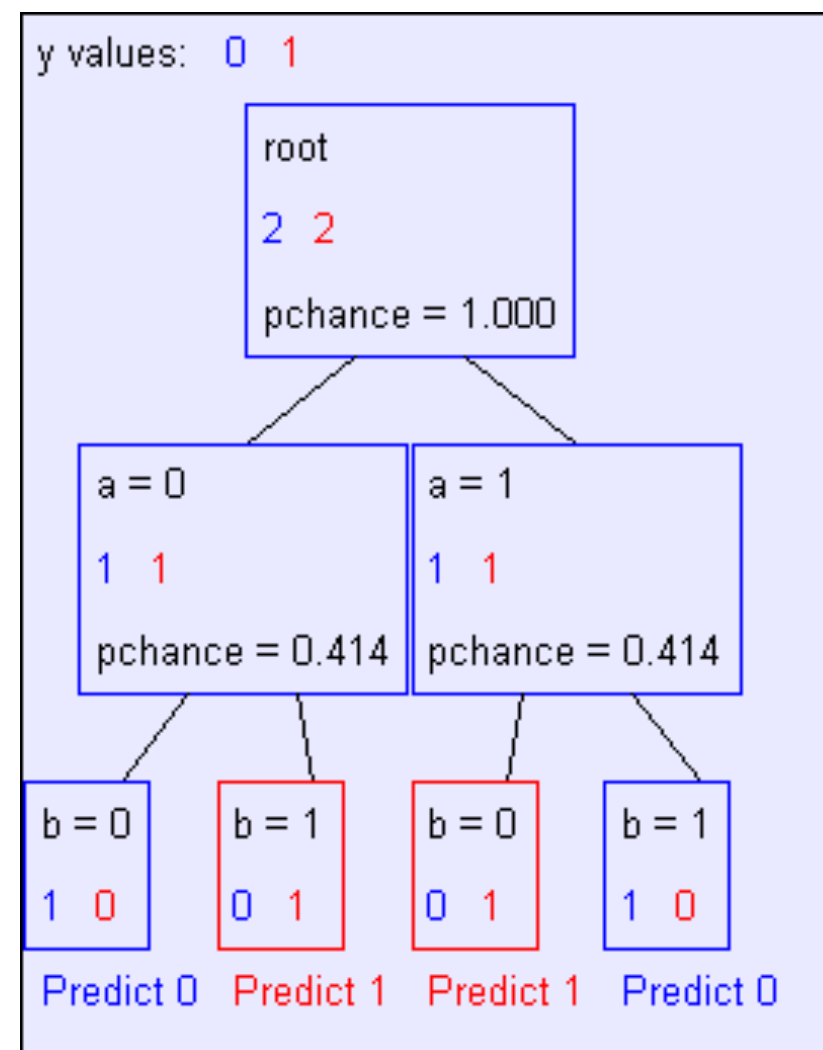 y values: 0 1
root
2 2
pchance = 1.000
a = 0
1 1
pchance = 0.414
a = 1
1 1
pchance = 0.414
b = 0
1 0
Predict 0
b = 1
0 1
Predict 1
b = 0
0 1
Predict 1
b = 1
1 0
Predict 0